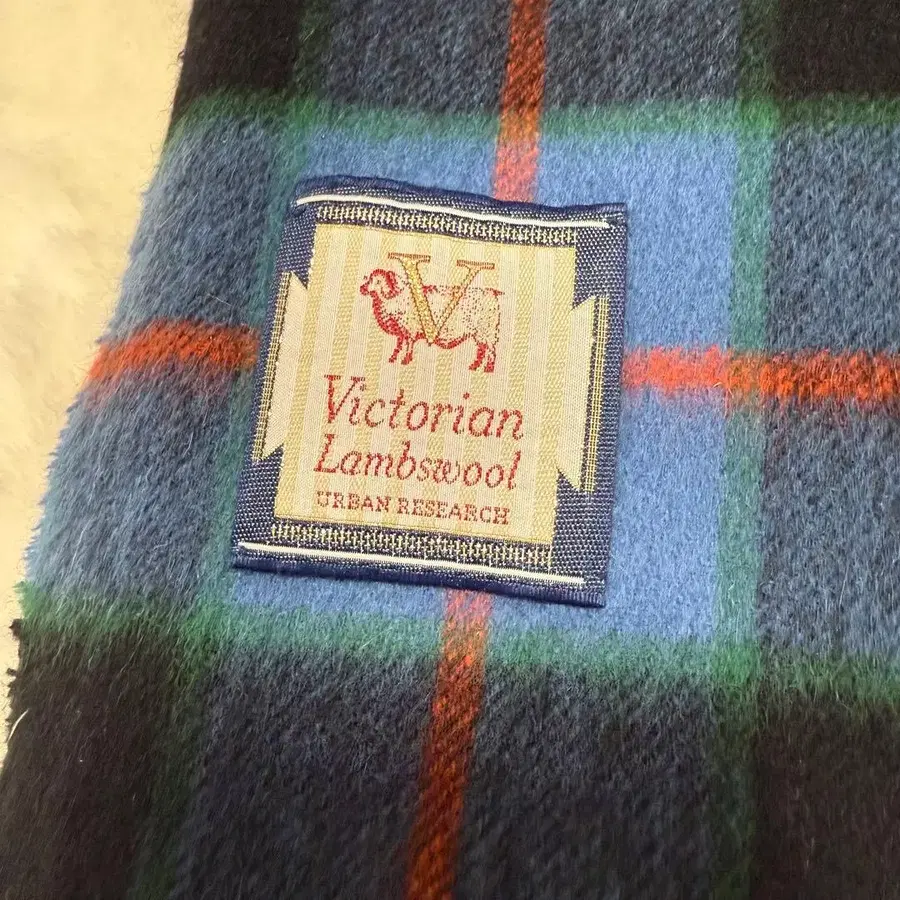 V
Victorian
Lambswool
URBAN RESEARCH